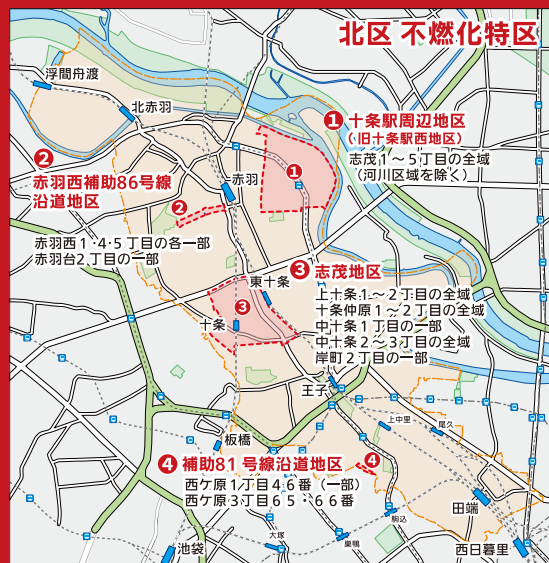 北区 不燃化特区
浮間舟渡
北赤羽
❶ 十条駅周辺地区
（旧十条駅西地区）
志茂１～５丁目の全域
（河川区域を除く）
❷
赤羽西補助86号線
沿道地区
赤羽西１・４・５丁目の各一部
赤羽台２丁目の一部
赤羽
❶
❷
東十条
❸ 志茂地区
上十条１～２丁目の全域
十条仲原１～２丁目の全域
中十条１丁目の一部
中十条２～３丁目の全域
岸町２丁目の一部
❸
十条
王子
上中里
尾久
板橋
❹ 補助81 号線沿道地区
西ケ原１丁目４６番（一部）
西ケ原３丁目６５・６６番
❹
田端
駒込
大塚
巣鴨
池袋
西日暮里